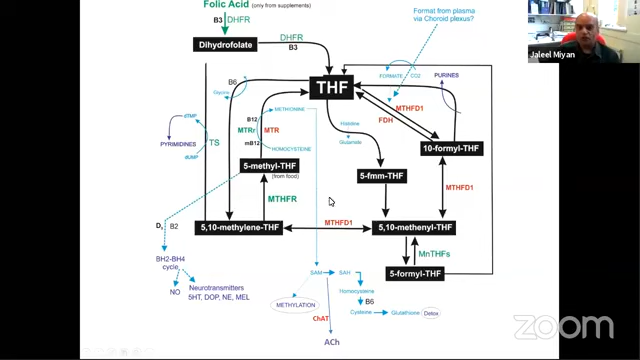 Folic Acid (only from supplements)
B3 DHFR
Dihydrofolate
DHFR
B3
Format from plasma
via Choroid plexus?
Jaleel Miyan
FORMATE CO2
PURINES
B6
Glycine
THF
MTHFD1
FDH
METHIONINE
B12
MTRr MTR
mB12
HOMOCYSTEINE
Histidine
Glutamate
dTMP
PYRIMIDINES
TS
dUMP
10-formyl-THF
5-methyl-THF
(from food)
5-fmm-THF
MTHFR
MTHFD1
5,10-methylene-THF
MTHFD1
5,10-methenyl-THF
B2
MnTHFs
BH2-BH4
cycle
5-formyl-THF
NO
Neurotransmitters
5HT, DOP, NE, MEL
SAM
SAH
Homocysteine
B6
METHYLATION
Cysteine
Glutathione
Detox
ChAT
ACh
zoom